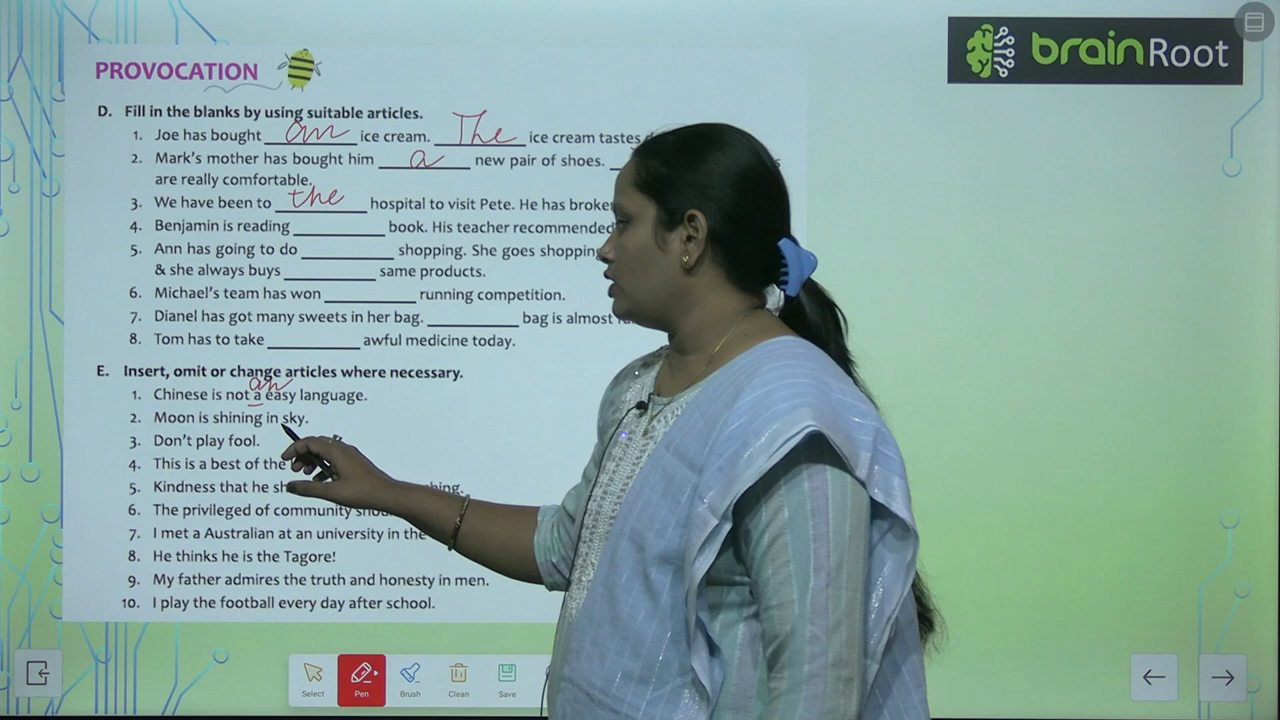 brainRoot
PROVOCATION
D. Fill in the blanks by using suitable articles.
1. Joe has bought an ice cream. The ice cream tastes
2. Mark's mother has bought him a new pair of shoes.
are really comfortable.
3. We have been to the hospital to visit Pete. He has broken
4. Benjamin is reading ________ book. His teacher recommended
5. Ann has going to do ________ shopping. She goes shopping
& she always buys ________ same products.
6. Michael's team has won ________ running competition.
7. Dianel has got many sweets in her bag. ________ bag is almost
8. Tom has to take ________ awful medicine today.
E. Insert, omit or change articles where necessary.
an
1. Chinese is not a easy language.
2. Moon is shining in sky.
3. Don't play fool.
4. This is a best of the
5. Kindness that he
6. The privileged of community
7. I met a Australian at an university in the
8. He thinks he is the Tagore!
9. My father admires the truth and honesty in men.
10. I play the football every day after school.
Select Pen Brush Clean Save